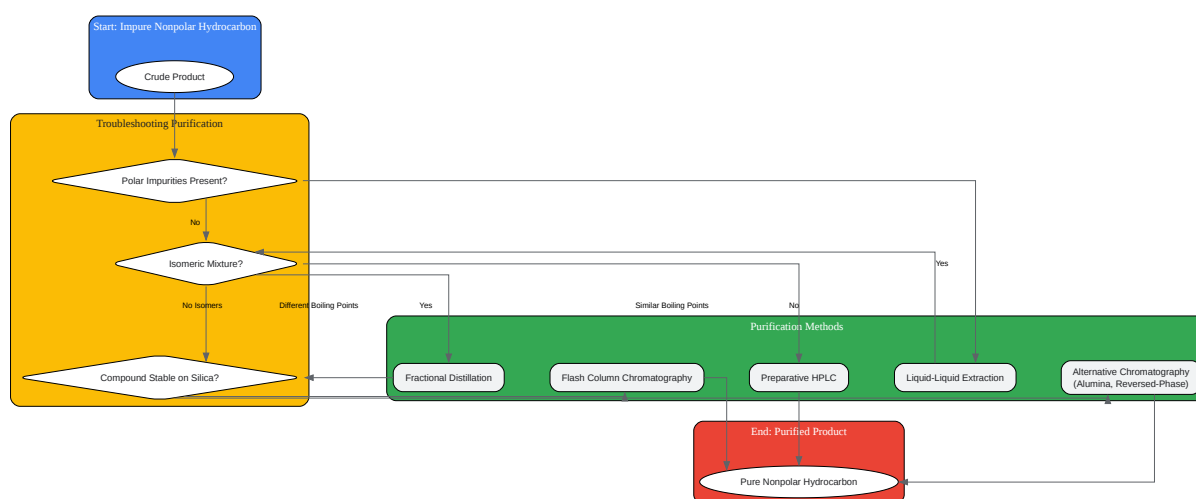 Start: Impure Nonpolar Hydrocarbon
Crude Product
Troubleshooting Purification
Polar Impurities Present?
No
Isomeric Mixture?
Yes
No Isomers
Different Boiling Points
Yes
Similar Boiling Points
No
Purification Methods
Compound Stable on Silica?
Fractional Distillation
Flash Column Chromatography
Preparative HPLC
Liquid-Liquid Extraction
Alternative Chromatography
(Alumina, Reversed-Phase)
End: Purified Product
Pure Nonpolar Hydrocarbon